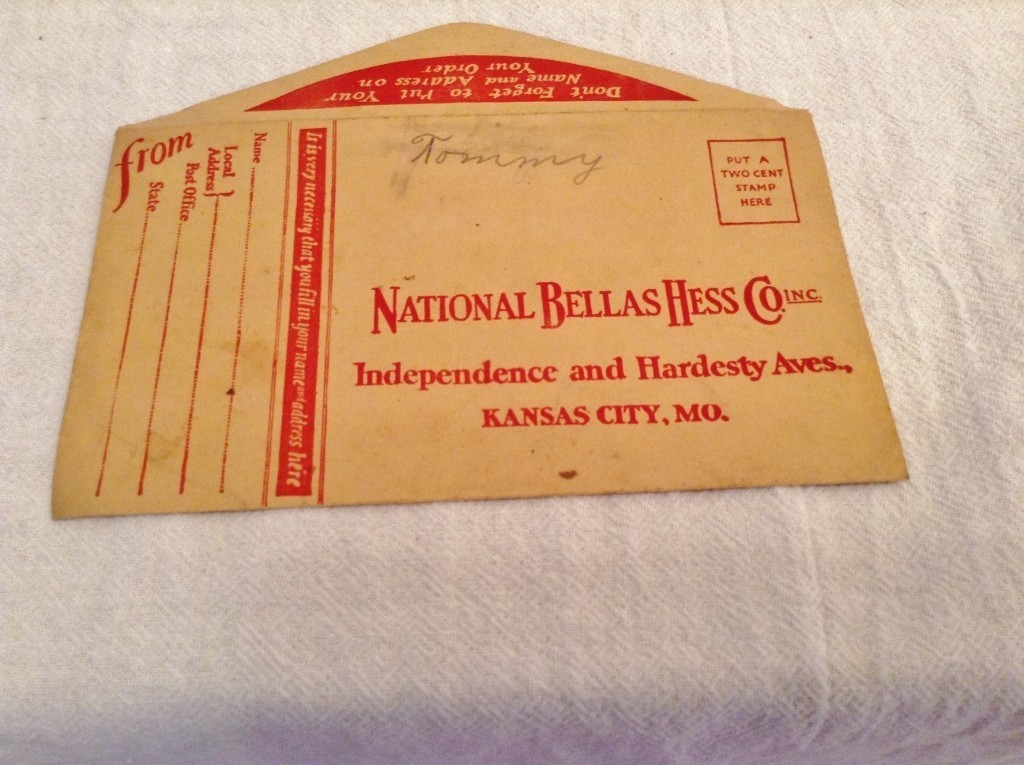 Don't Forget to Put Your
Name and Address on
Your Order
from
Name
Local
Address
Post Office
State
It is very necessary that you fill in your name and address here
Tommy
PUT A
TWO CENT
STAMP
HERE
NATIONAL BELLAS HESS CO. INC.
Independence and Hardesty Aves.,
KANSAS CITY, MO.